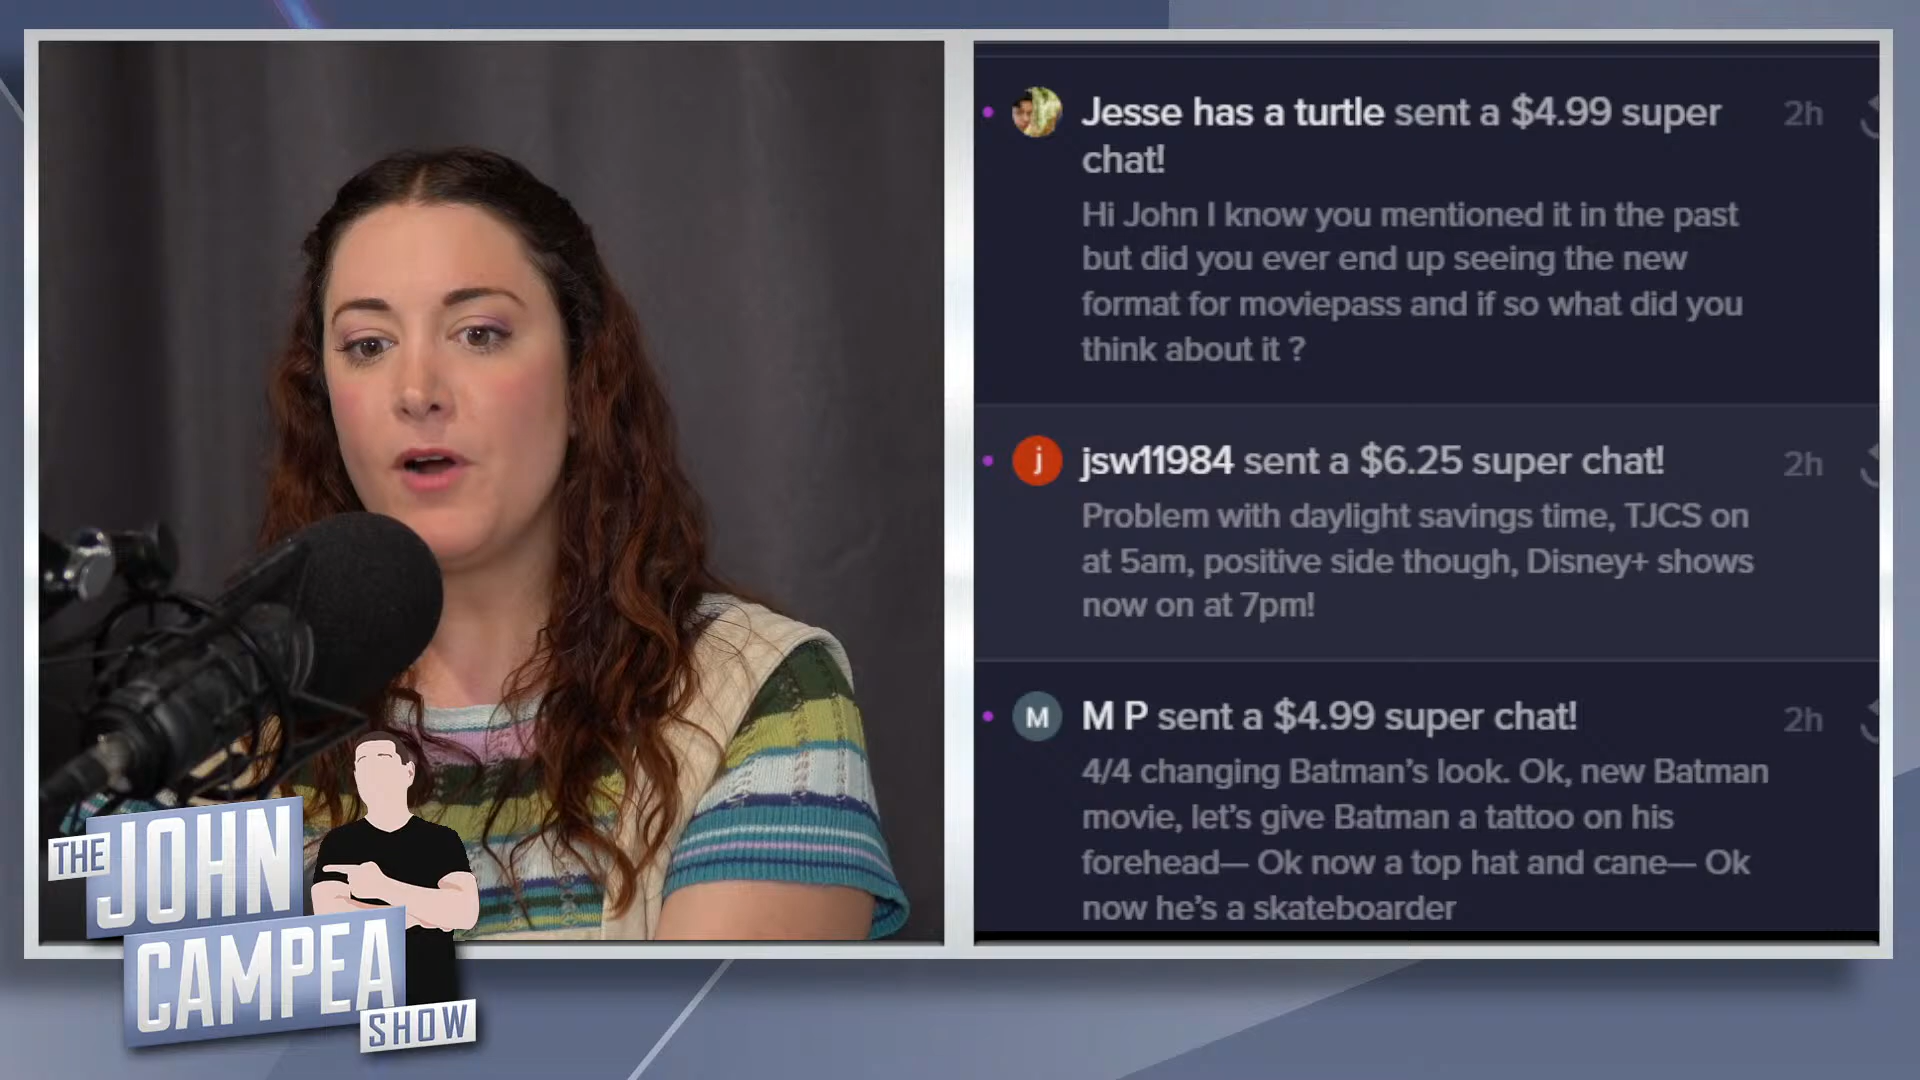 Jesse has a turtle sent a $4.99 super
chat!
2h
Hi John I know you mentioned it in the past
but did you ever end up seeing the new
format for moviepass and if so what did you
think about it ?
j
jsw11984 sent a $6.25 super chat!
2h
Problem with daylight savings time, TJCS on
at 5am, positive side though, Disney+ shows
now on at 7pm!
M
M P sent a $4.99 super chat!
2h
4/4 changing Batman’s look. Ok, new Batman
movie, let’s give Batman a tattoo on his
forehead— Ok now a top hat and cane— Ok
now he’s a skateboarder
THE
JOHN
CAMPEA
SHOW